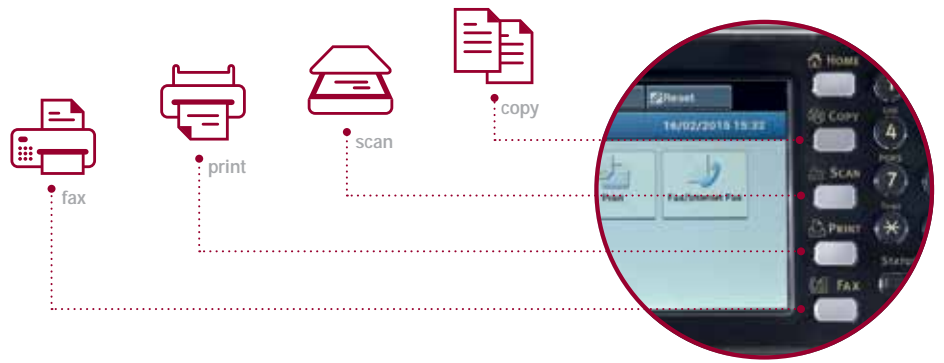 copy
scan
print
fax
HOME
Reset
16/02/2015 15:32
COPY
4
SCAN
7
Print
Fax/Internet Fax
PRINT
*
FAX